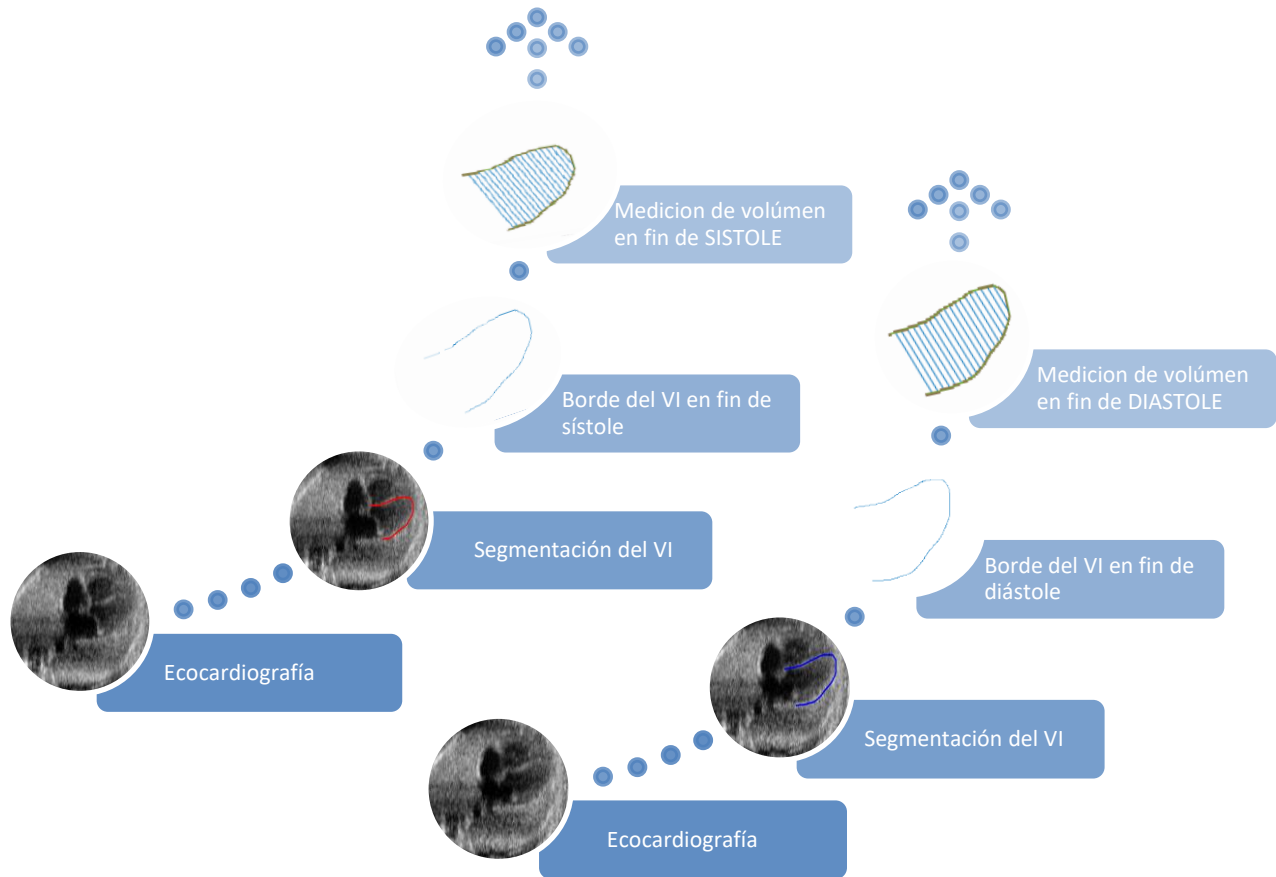 Medicion de volúmen
en fin de SISTOLE
Borde del VI en fin de
sístole
Segmentación del VI
Ecocardiografía
Medicion de volúmen
en fin de DIASTOLE
Borde del VI en fin de
diástole
Segmentación del VI
Ecocardiografía